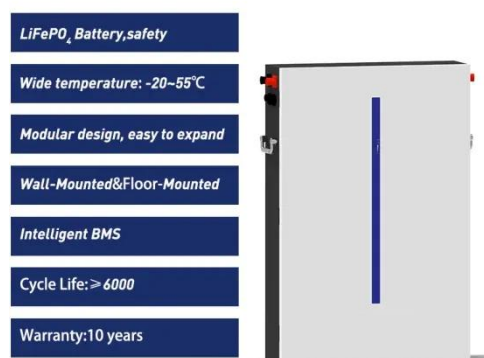 LiFePO₄ Battery,safety
Wide temperature: -20~55℃
Modular design, easy to expand
Wall-Mounted&Floor-Mounted
Intelligent BMS
Cycle Life:≥6000
Warranty:10 years